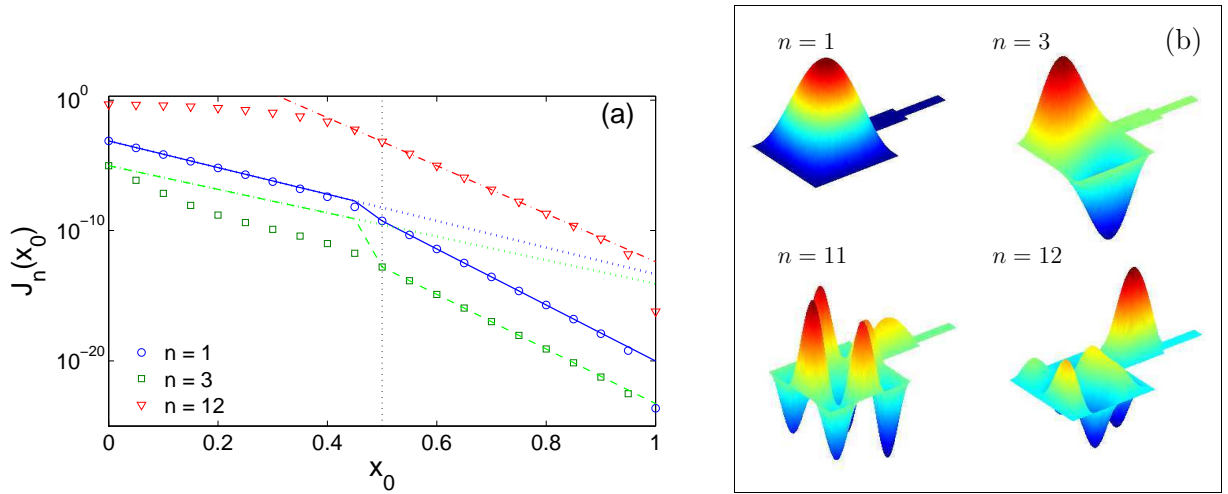 (a)
10^0
10^-10
10^-20
J_n(x_0)
n = 1
n = 3
n = 12
0 0.2 0.4 0.6 0.8 1
x_0
(b)
n = 1
n = 3
n = 11
n = 12